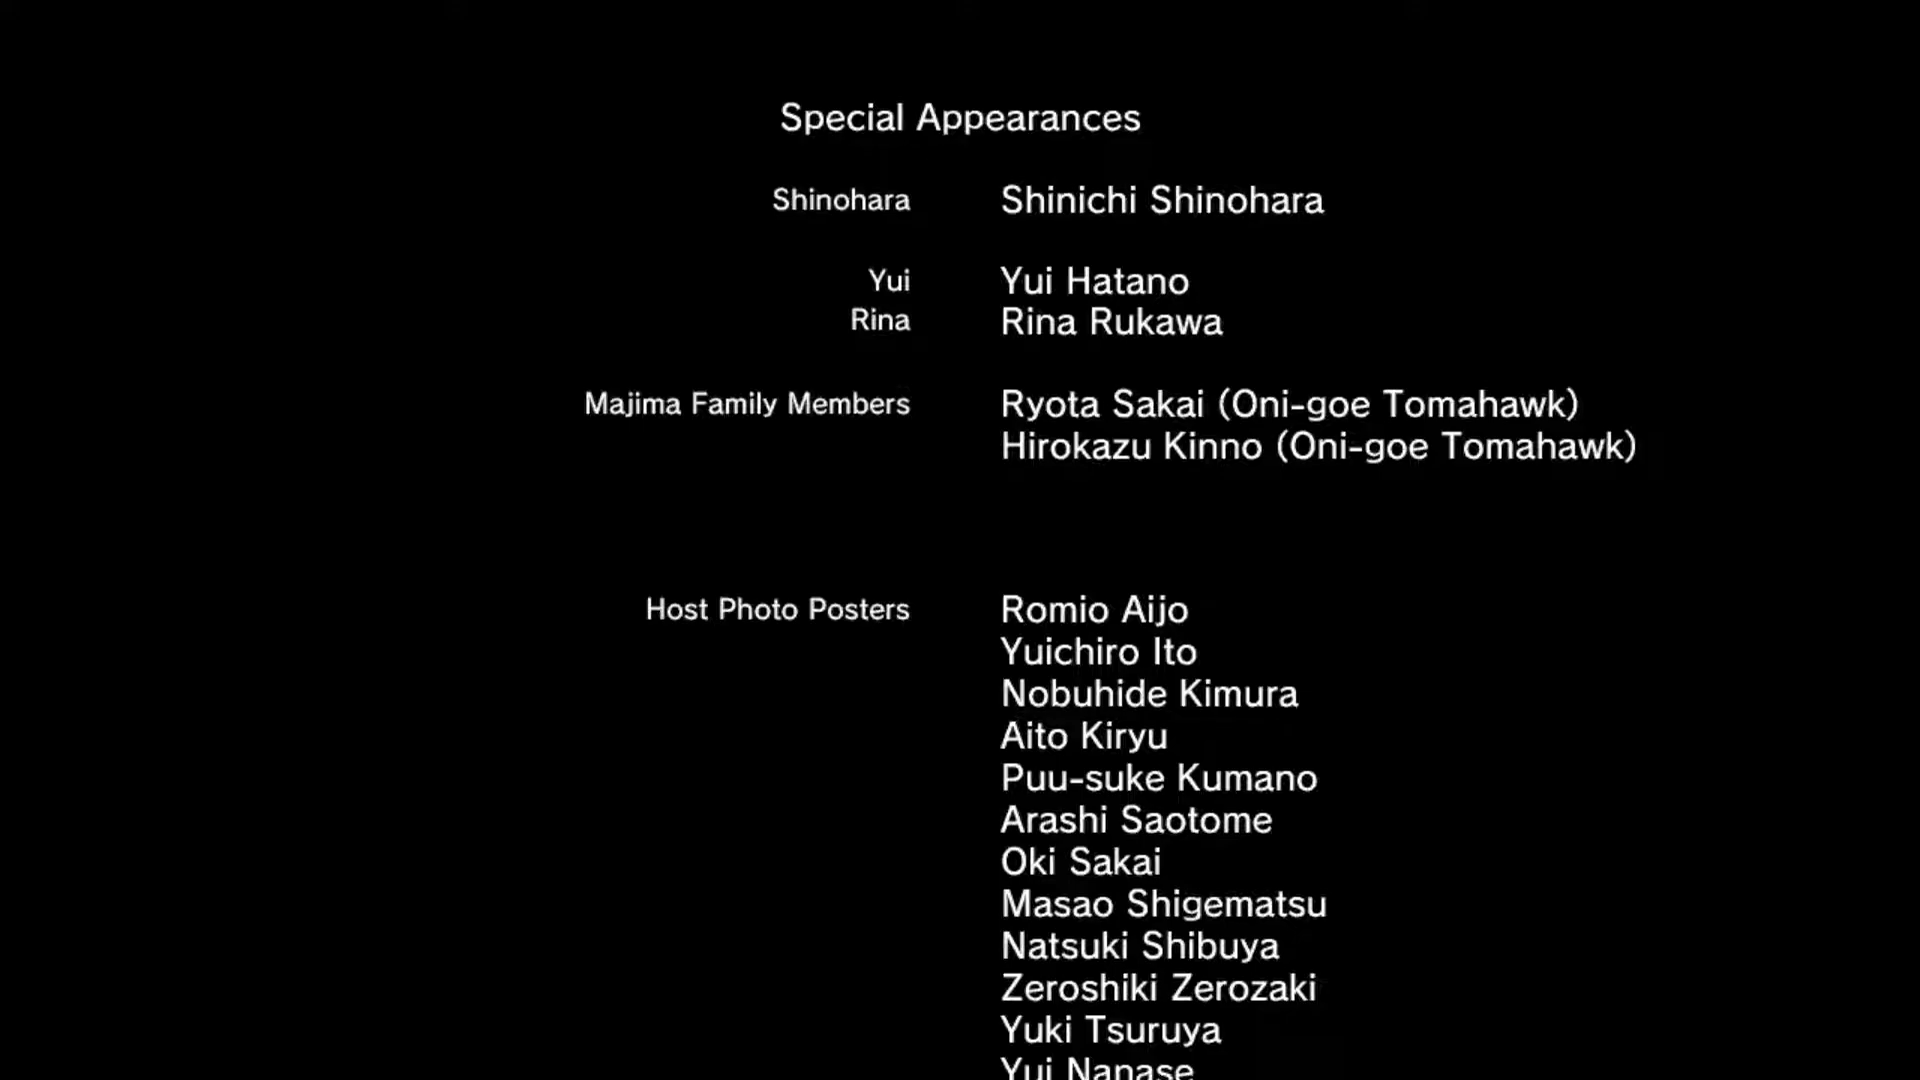 Special Appearances
Shinohara Shinichi Shinohara
Yui Yui Hatano
Rina Rina Rukawa
Majima Family Members Ryota Sakai (Oni-goe Tomahawk)
Hirokazu Kinno (Oni-goe Tomahawk)
Host Photo Posters Romio Aijo
Yuichiro Ito
Nobuhide Kimura
Aito Kiryu
Puu-suke Kumano
Arashi Saotome
Oki Sakai
Masao Shigematsu
Natsuki Shibuya
Zeroshiki Zerozaki
Yuki Tsuruya
Yui Nanase